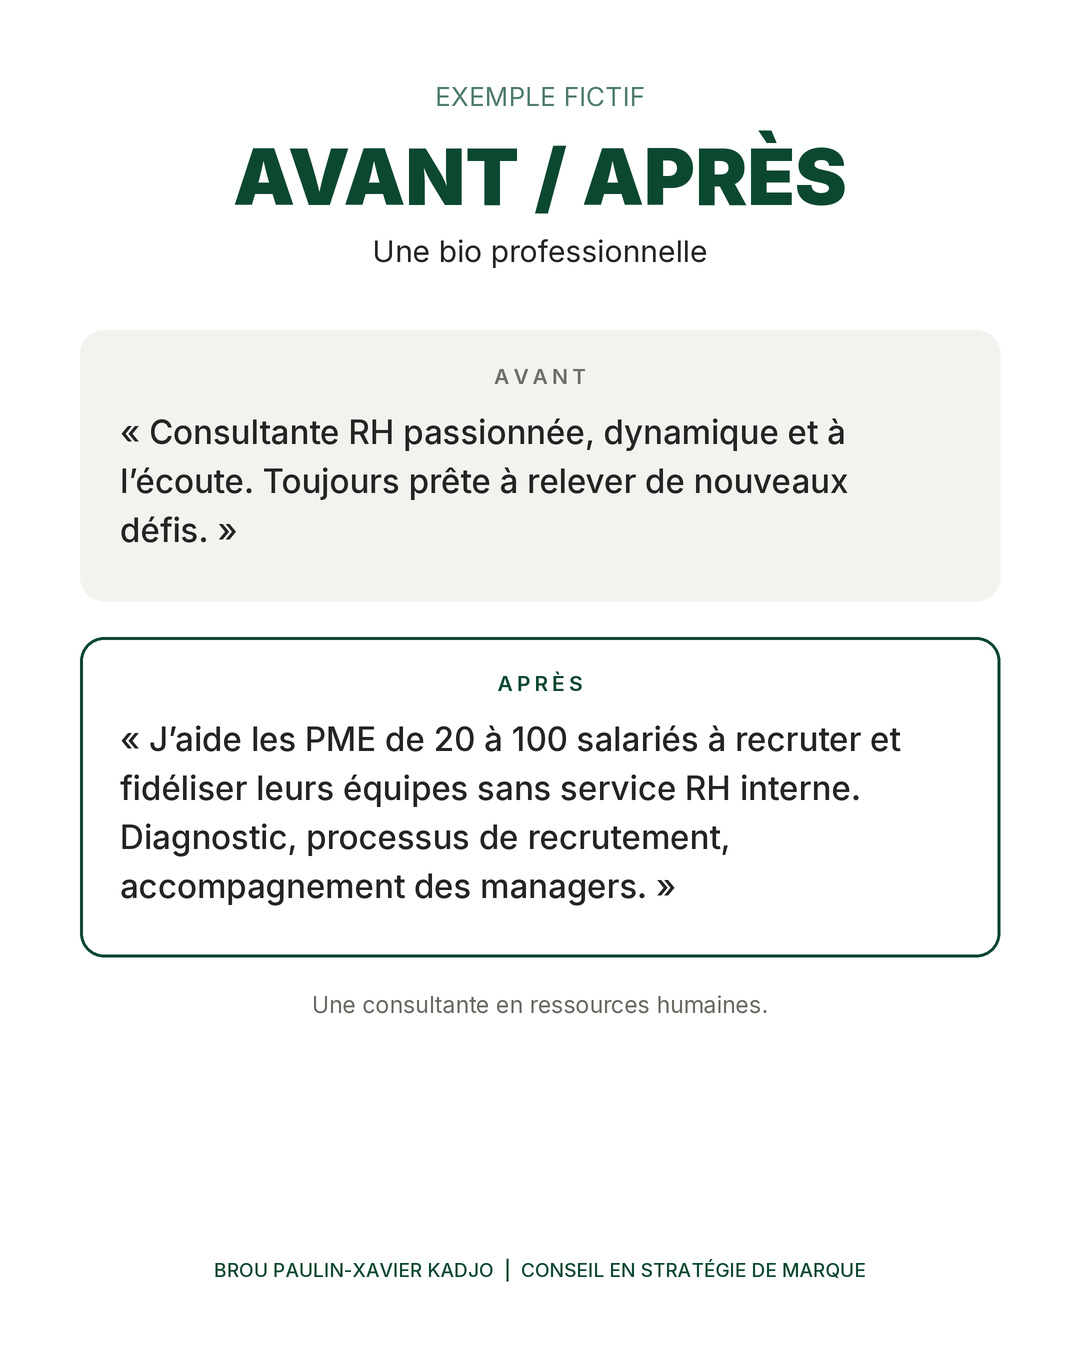 EXEMPLE FICTIF
AVANT / APRÈS
Une bio professionnelle
AVANT
« Consultante RH passionnée, dynamique et à
l’écoute. Toujours prête à relever de nouveaux
défis. »
APRÈS
« J’aide les PME de 20 à 100 salariés à recruter et
fidéliser leurs équipes sans service RH interne.
Diagnostic, processus de recrutement,
accompagnement des managers. »
Une consultante en ressources humaines.
BROU PAULIN-XAVIER KADJO | CONSEIL EN STRATÉGIE DE MARQUE